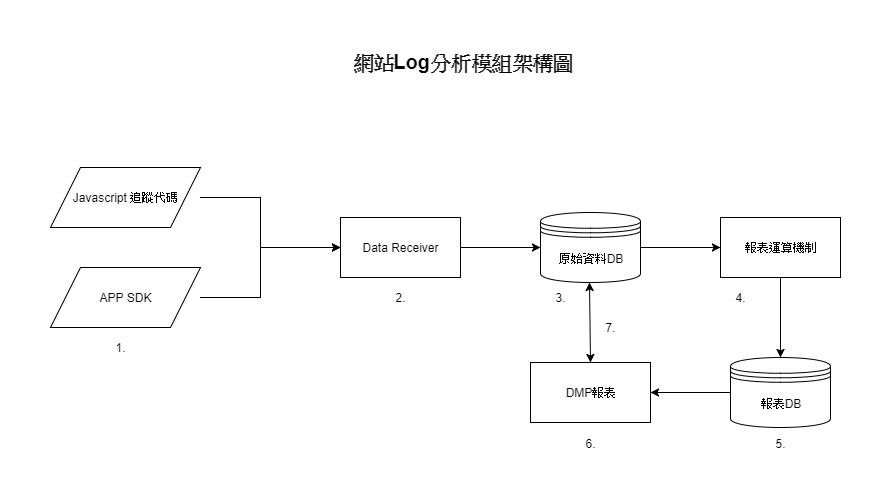 網站Log分析模組架構圖
Javascript 追蹤代碼
Data Receiver
原始資料DB
報表運算機制
APP SDK
1.
2.
3.
4.
7.
DMP報表
報表DB
6.
5.